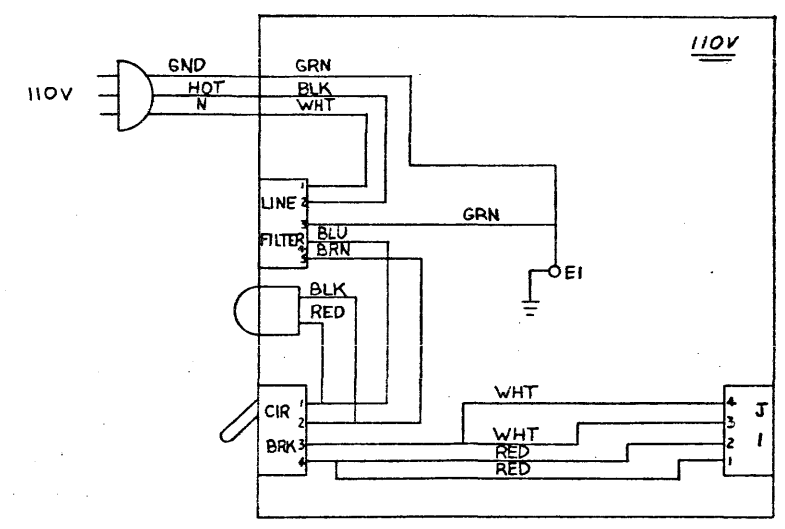 110V
GND GRN
110V HOT BLK
N WHT
1
LINE 2
3 GRN
FILTER BLU
4
BRN
5
E1
BLK
RED
CIR 1
2
BRK 3
4
WHT 4
J
WHT 3
RED 2
1
RED 1